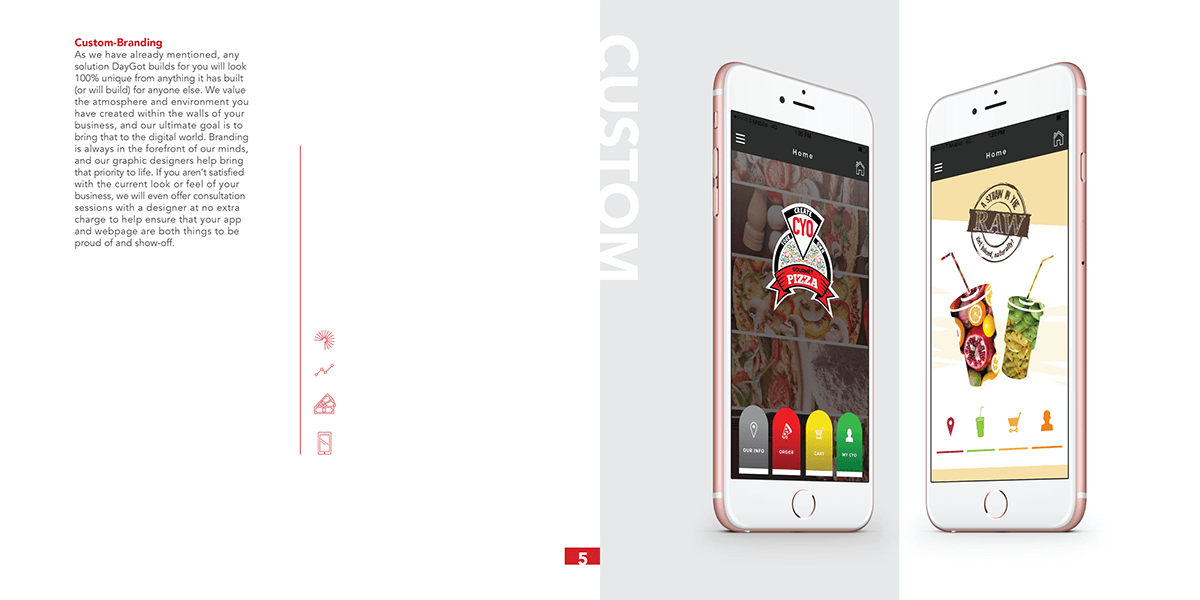 Custom-Branding
As we have already mentioned, any
solution DayGot builds for you will look
100% unique from anything it has built
(or will build) for anyone else. We value
the atmosphere and environment you
have created within the walls of your
business, and our ultimate goal is to
bring that to the digital world. Branding
is always in the forefront of our minds,
and our graphic designers help bring
that priority to life. If you aren’t satisfied
with the current look or feel of your
business, we will even offer consultation
sessions with a designer at no extra
charge to help ensure that your app
and webpage are both things to be
proud of and show-off.
5
CUSTOM
Home
CREATE
CYO
YOUR
GOURMET
PIZZA
OUR INFO
ORDER
CART
MY CYO
Home
A STRAW IN THE
RAW